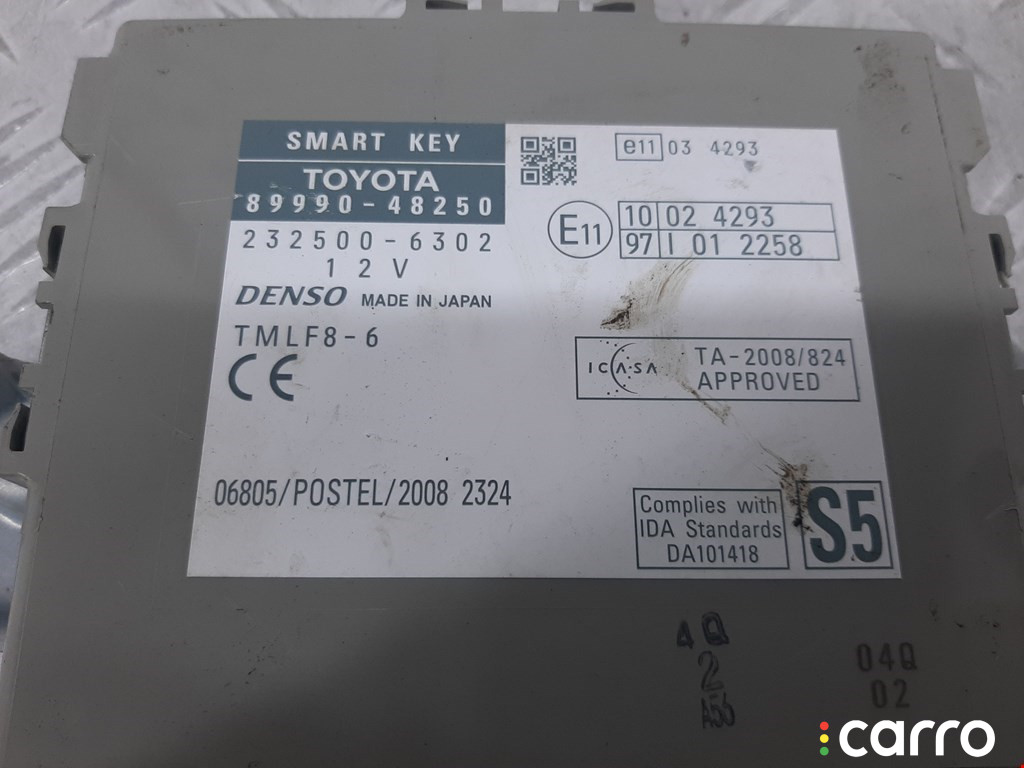 SMART KEY
TOYOTA
89990-48250
232500-6302
12V
DENSO MADE IN JAPAN
TMLF8-6
CE
06805/POSTEL/2008 2324
e11 03 4293
E11
10 02 4293
97 I 01 2258
ICASA
TA-2008/824
APPROVED
Complies with
IDA Standards
DA101418
S.5
4Q
2
04Q
02
carro